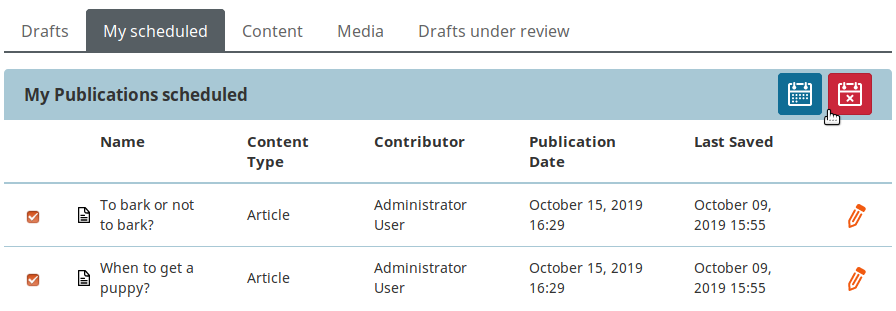 Drafts My scheduled Content Media Drafts under review
My Publications scheduled
Name Content Type Contributor Publication Date Last Saved
To bark or not to bark? Article Administrator User October 15, 2019 16:29 October 09, 2019 15:55
When to get a puppy? Article Administrator User October 15, 2019 16:29 October 09, 2019 15:55